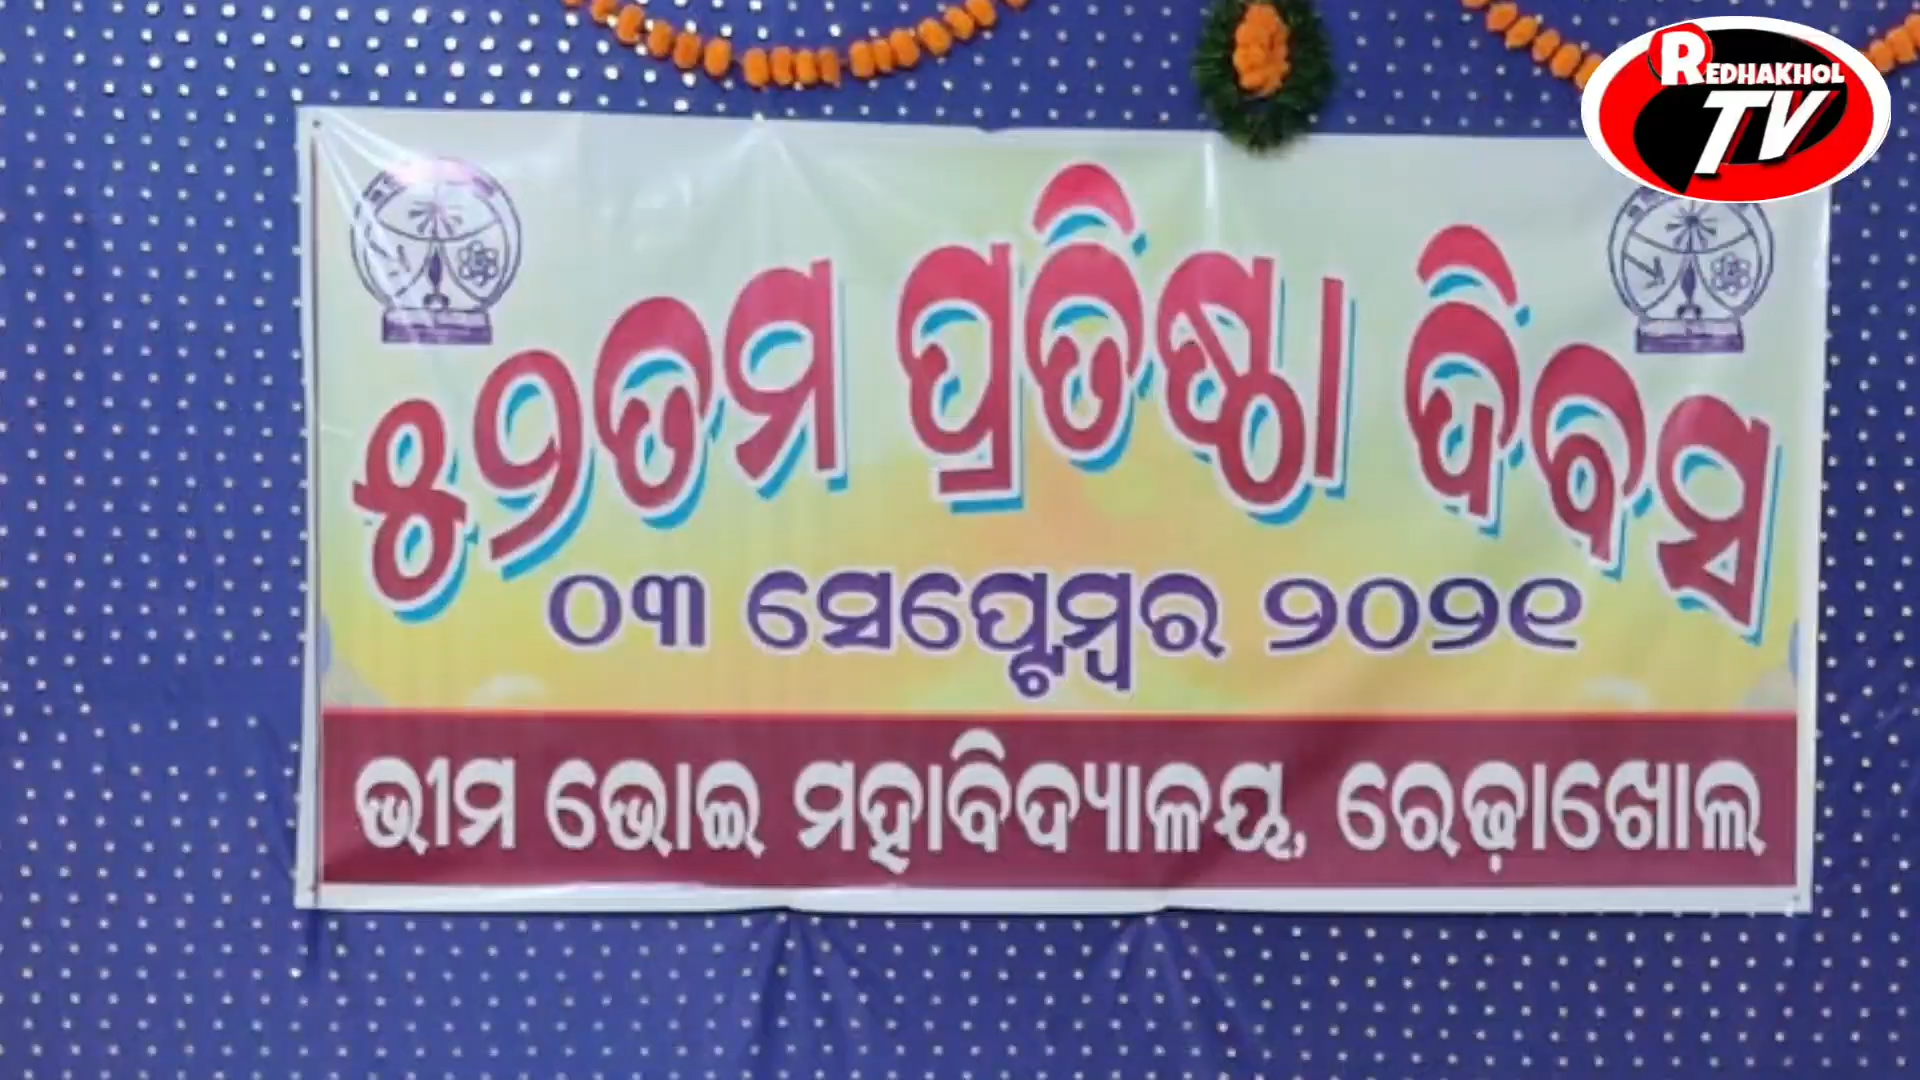 REDHAKHOL
TV
୫୨ତମ ପ୍ରତିଷ୍ଠା ଦିବସ
୦୩ ସେପ୍ଟେମ୍ବର ୨୦୨୧
ଭୀମ ଭୋଇ ମହାବିଦ୍ୟାଳୟ, ରେଢ଼ାଖୋଲ